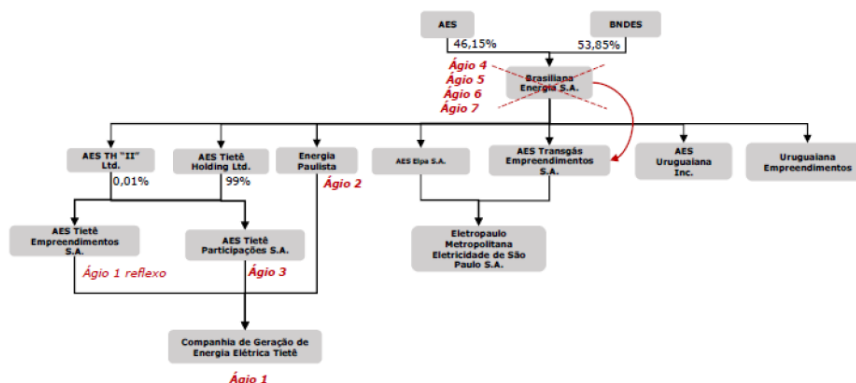 AES
BNDES
46,15%
53,85%
Ágio 4
Ágio 5
Ágio 6
Ágio 7
Brasiliana
Energia S.A.
AES TH "II"
Ltd.
AES Tietê
Holding Ltd.
Energia
Paulista
AES Elpa S.A.
AES Transgás
Empreendimentos
S.A.
AES
Uruguaiana
Inc.
Uruguaiana
Empreendimentos
0,01%
99%
Ágio 2
AES Tietê
Empreendimentos
S.A.
AES Tietê
Participações S.A.
Eletropaulo
Metropolitana
Eletricidade de São
Paulo S.A.
Ágio 1 reflexo
Ágio 3
Companhia de Geração de
Energia Elétrica Tietê
Ágio 1